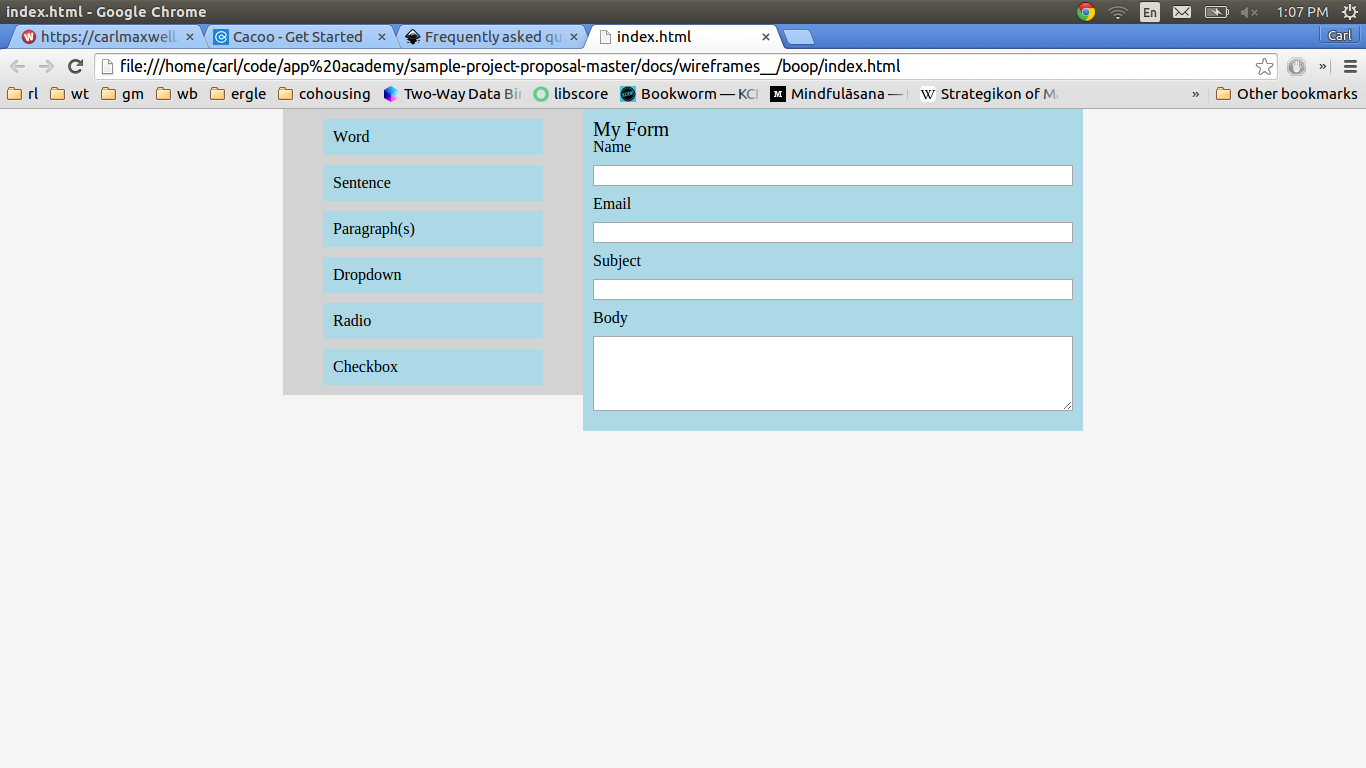 index.html - Google Chrome
En
1:07 PM
https://carlmaxwell
Cacoo - Get Started
Frequently asked qu
index.html
Carl
file:///home/carl/code/app%20academy/sample-project-proposal-master/docs/wireframes__/boop/index.html
»
rl
wt
gm
wb
ergle
cohousing
Two-Way Data Bi
libscore
Bookworm — KC
Mindfulāsana —
W Strategikon of Ma
»
Other bookmarks
Word
Sentence
Paragraph(s)
Dropdown
Radio
Checkbox
My Form
Name
Email
Subject
Body